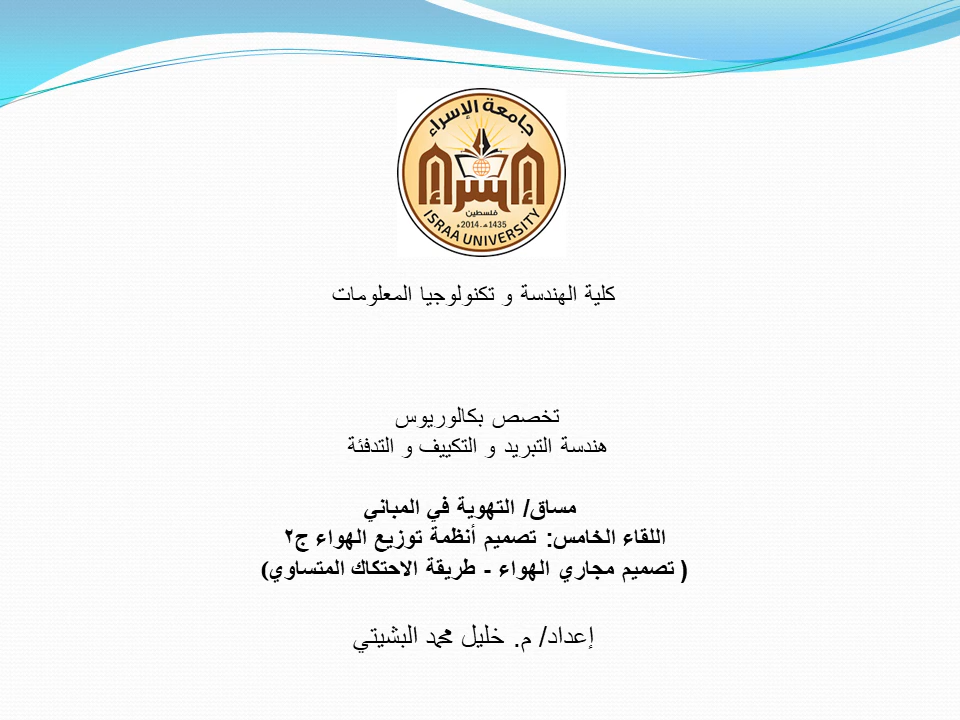 جامعة الإسراء
إسراء
فلسطين
1435هـ-2014م
ISRAA UNIVERSITY
كلية الهندسة و تكنولوجيا المعلومات
تخصص بكالوريوس
هندسة التبريد و التكييف و التدفئة
مساق/ التهوية في المباني
اللقاء الخامس: تصميم أنظمة توزيع الهواء ج٢
( تصميم مجاري الهواء - طريقة الاحتكاك المتساوي)
إعداد/ م. خليل محمد البشيتي